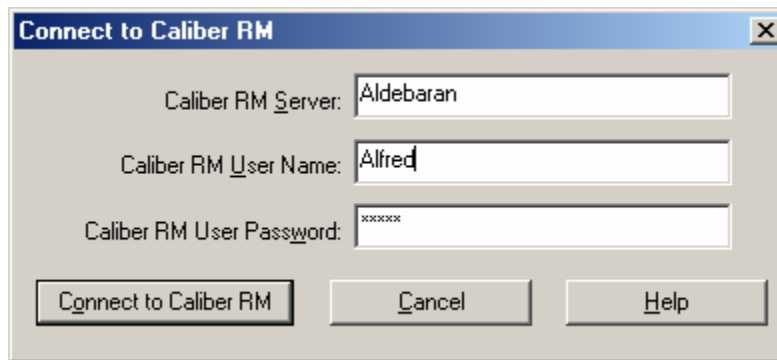 Connect to Caliber RM
Caliber RM Server: Aldebaran
Caliber RM User Name: Alfred
Caliber RM User Password: xxxxx
Connect to Caliber RM Cancel Help